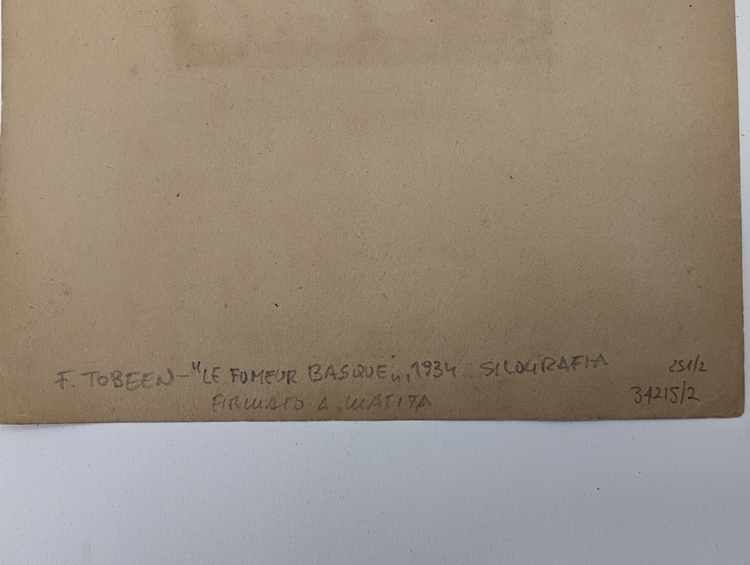 F. TOBEEN - "LE FUMEUR BASQUE", 1934 SILOGRAFIA
FIRMATO A MATITA
251/2
34215/2